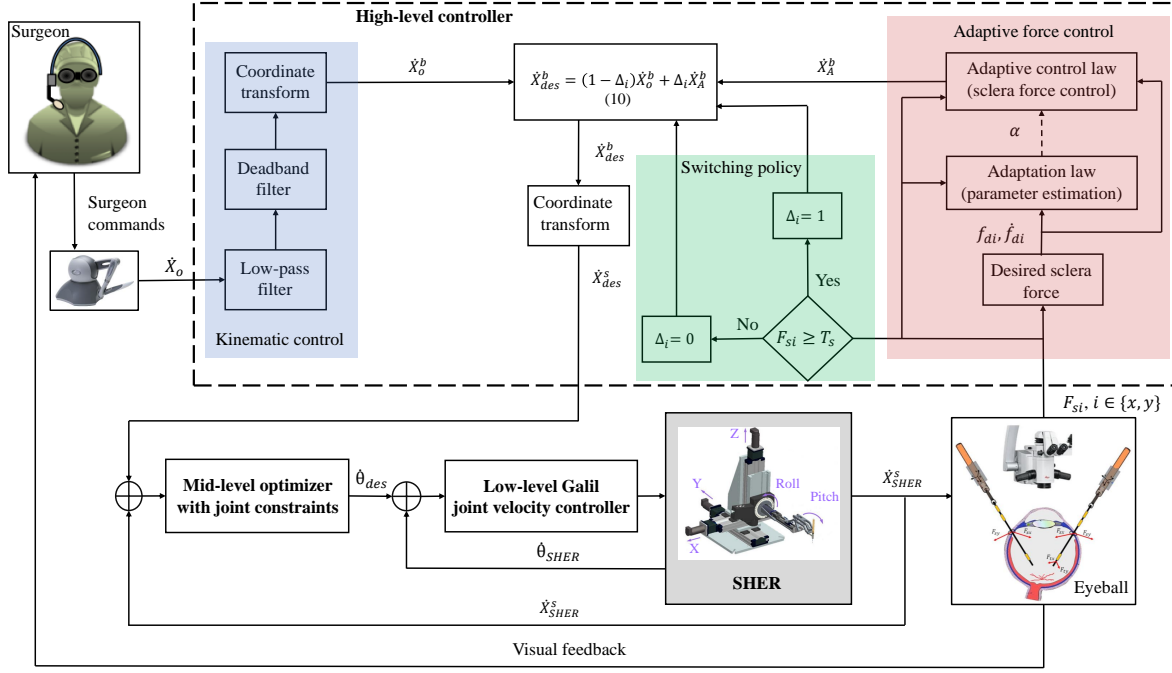 High-level controller
Surgeon
Surgeon
commands
Ẋ_o
Coordinate
transform
Deadband
filter
Low-pass
filter
Kinematic control
Ẋ_o^b
Ẋ_des^b = (1 − Δ_i)Ẋ_o^b + Δ_iẊ_A^b
(10)
Ẋ_des^b
Coordinate
transform
Ẋ_des^s
Switching policy
Δ_i = 1
Yes
Δ_i = 0
No
F_si ≥ T_s
Ẋ_A^b
Adaptive force control
Adaptive control law
(sclera force control)
α
Adaptation law
(parameter estimation)
f_di, ḟ_di
Desired sclera
force
F_si, i ∈ {x, y}
Mid-level optimizer
with joint constraints
θ̇_des
Low-level Galil
joint velocity controller
θ̇_SHER
Z
Y
X
Roll
Pitch
SHER
Ẋ_SHER^s
Eyeball
Ẋ_SHER^s
Visual feedback